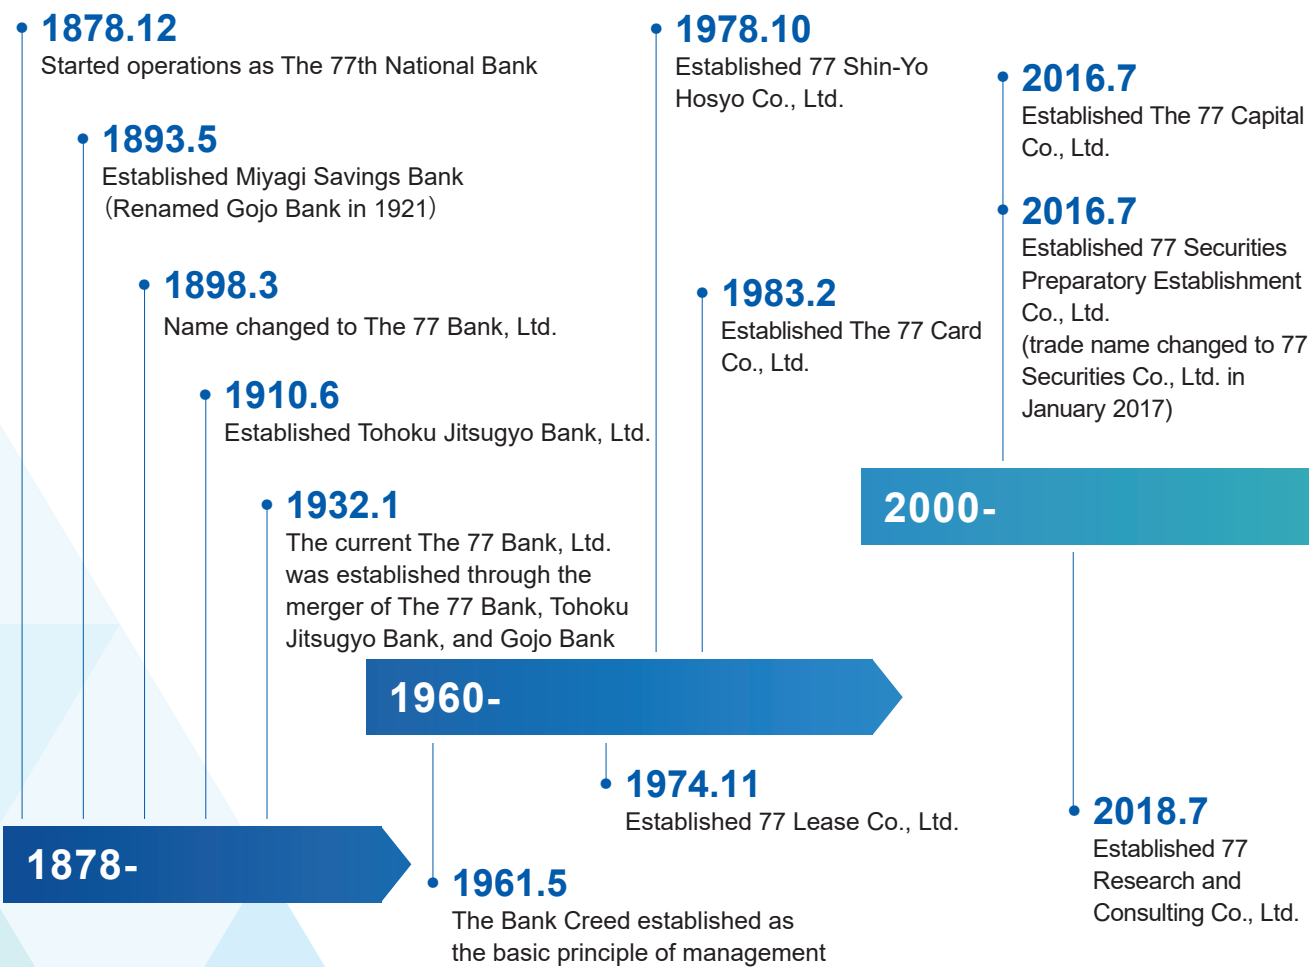 1878.12
Started operations as The 77th National Bank
1893.5
Established Miyagi Savings Bank
（Renamed Gojo Bank in 1921）
1898.3
Name changed to The 77 Bank, Ltd.
1910.6
Established Tohoku Jitsugyo Bank, Ltd.
1932.1
The current The 77 Bank, Ltd.
was established through the
merger of The 77 Bank, Tohoku
Jitsugyo Bank, and Gojo Bank
1878-
1978.10
Established 77 Shin-Yo
Hosyo Co., Ltd.
1983.2
Established The 77 Card
Co., Ltd.
1960-
1974.11
Established 77 Lease Co., Ltd.
1961.5
The Bank Creed established as
the basic principle of management
2016.7
Established The 77 Capital
Co., Ltd.
2016.7
Established 77 Securities
Preparatory Establishment
Co., Ltd.
(trade name changed to 77
Securities Co., Ltd. in
January 2017)
2000-
2018.7
Established 77
Research and
Consulting Co., Ltd.